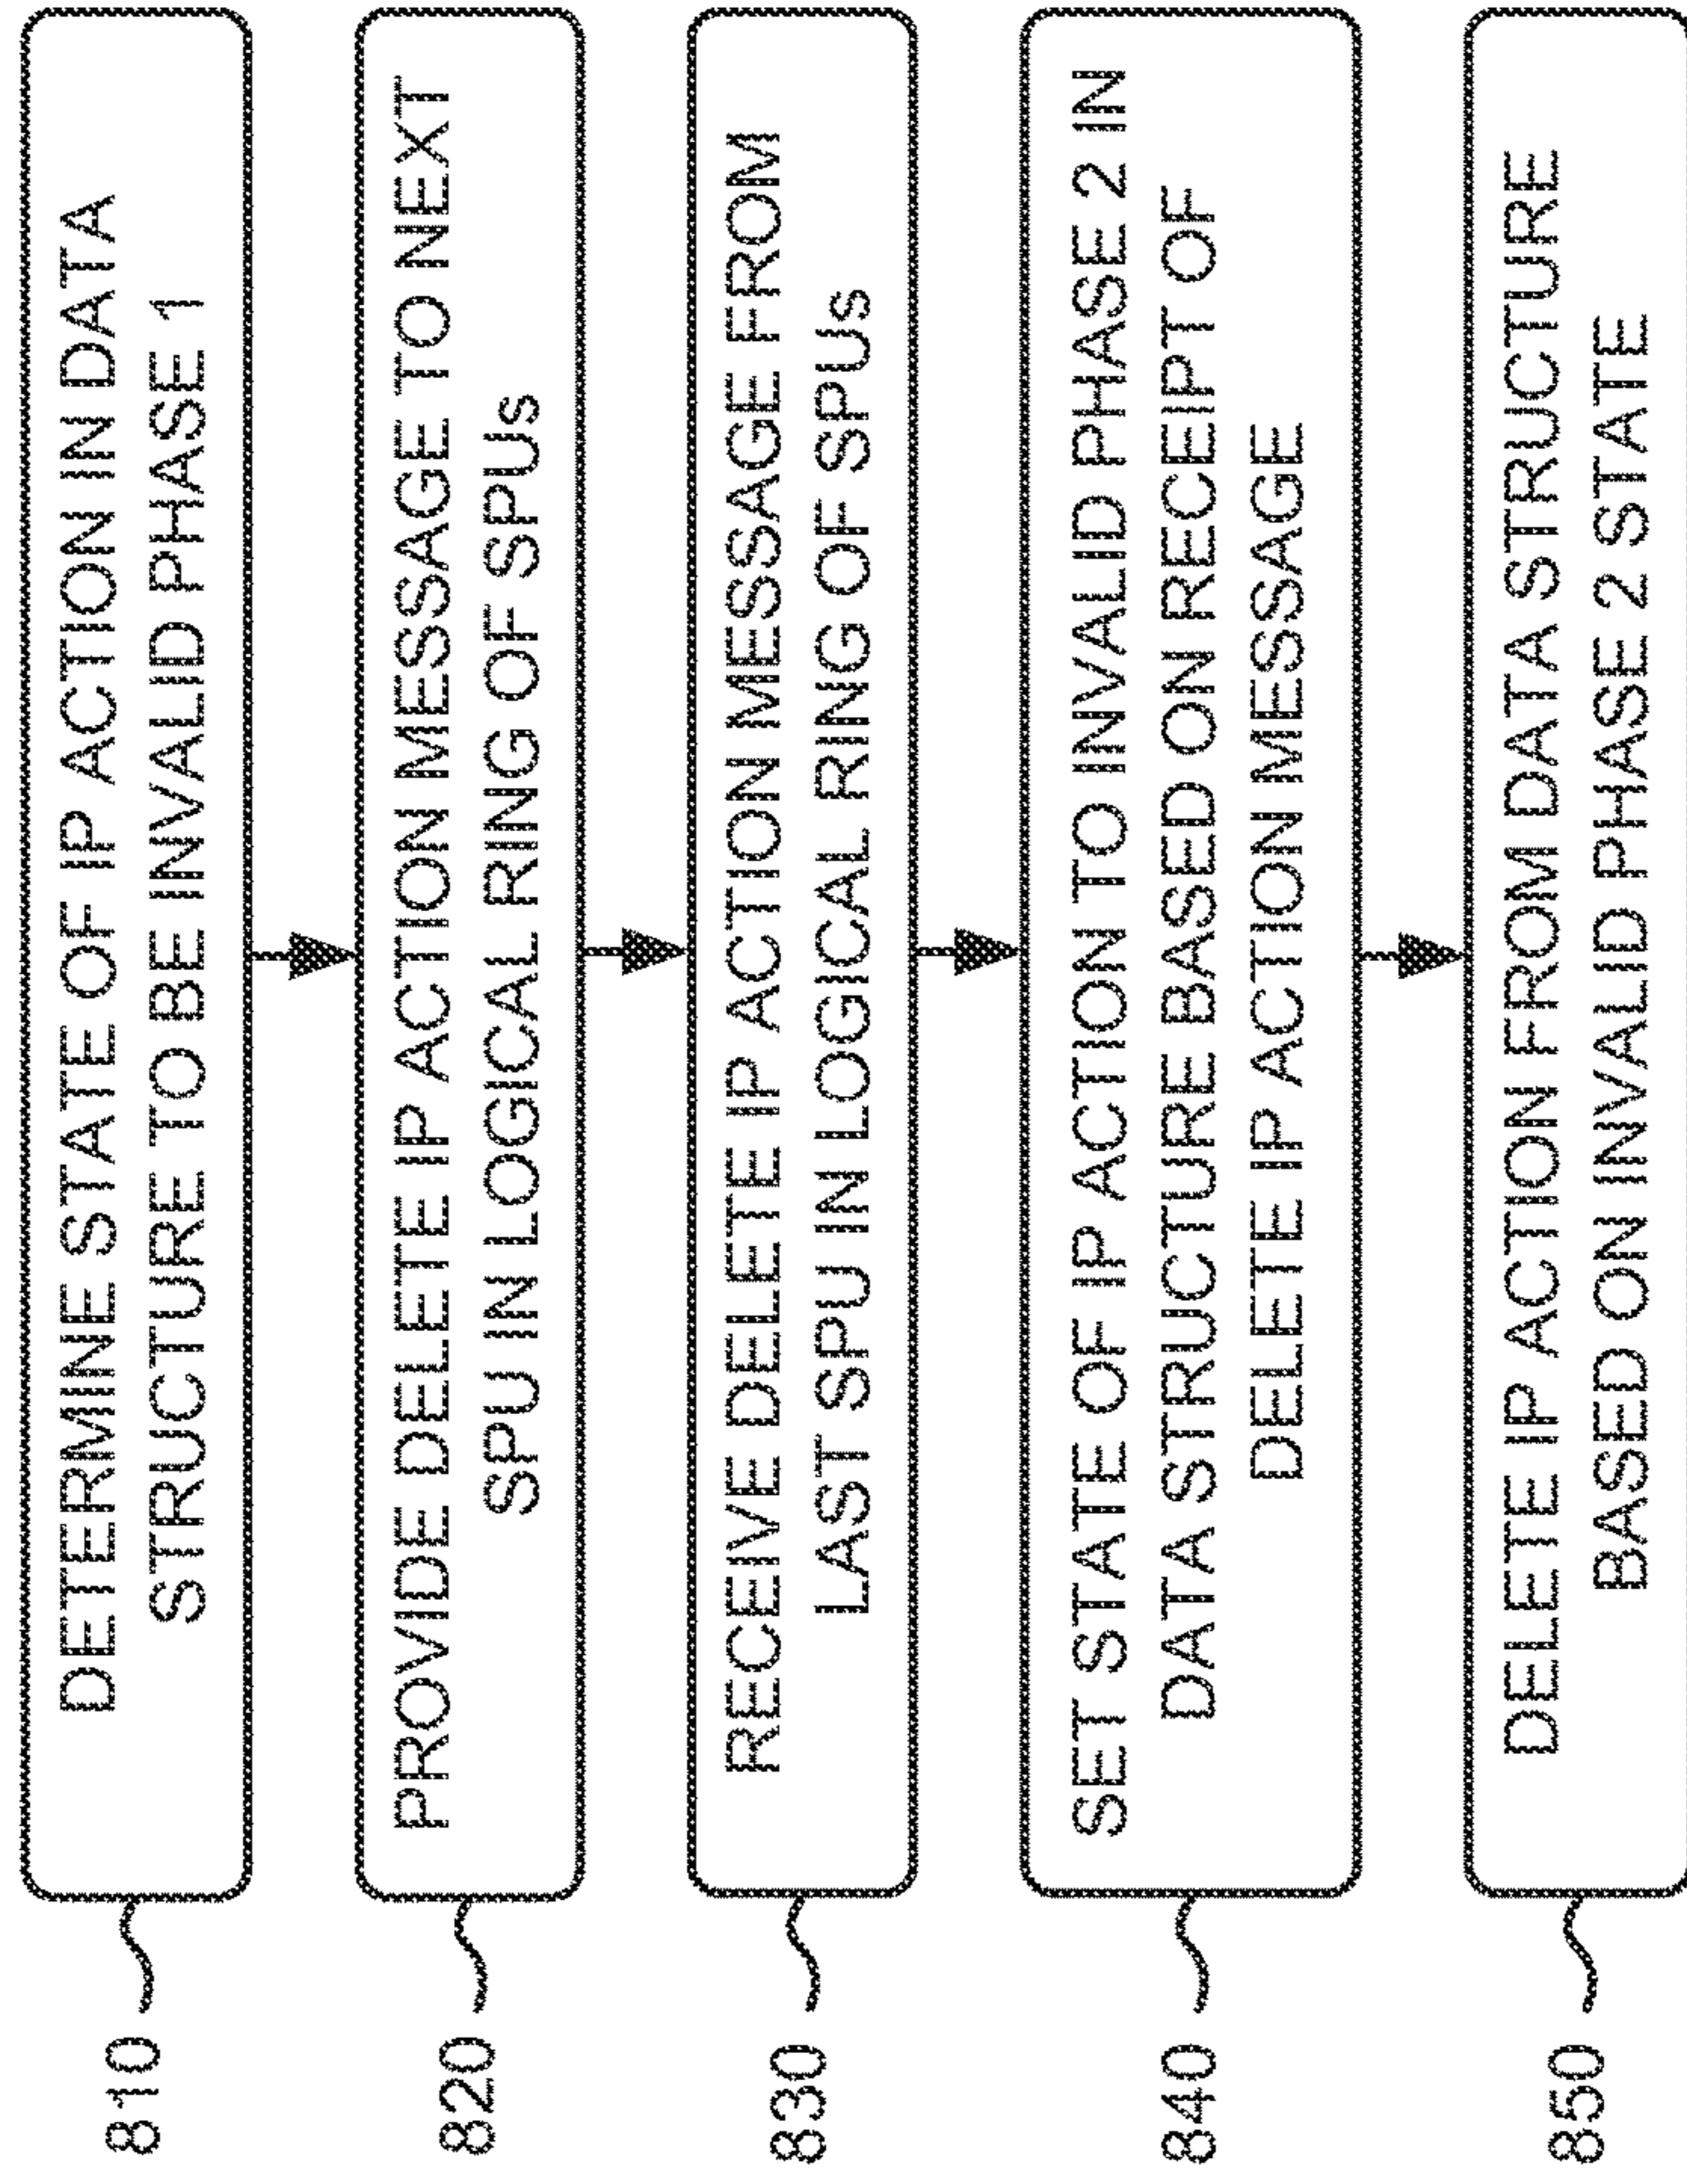 810
DETERMINE STATE OF IP ACTION IN DATA
STRUCTURE TO BE INVALID PHASE 1
820
PROVIDE DELETE IP ACTION MESSAGE TO NEXT
SPU IN LOGICAL RING OF SPUs
830
RECEIVE DELETE IP ACTION MESSAGE FROM
LAST SPU IN LOGICAL RING OF SPUs
840
SET STATE OF IP ACTION TO INVALID PHASE 2 IN
DATA STRUCTURE BASED ON RECEIPT OF
DELETE IP ACTION MESSAGE
850
DELETE IP ACTION FROM DATA STRUCTURE
BASED ON INVALID PHASE 2 STATE